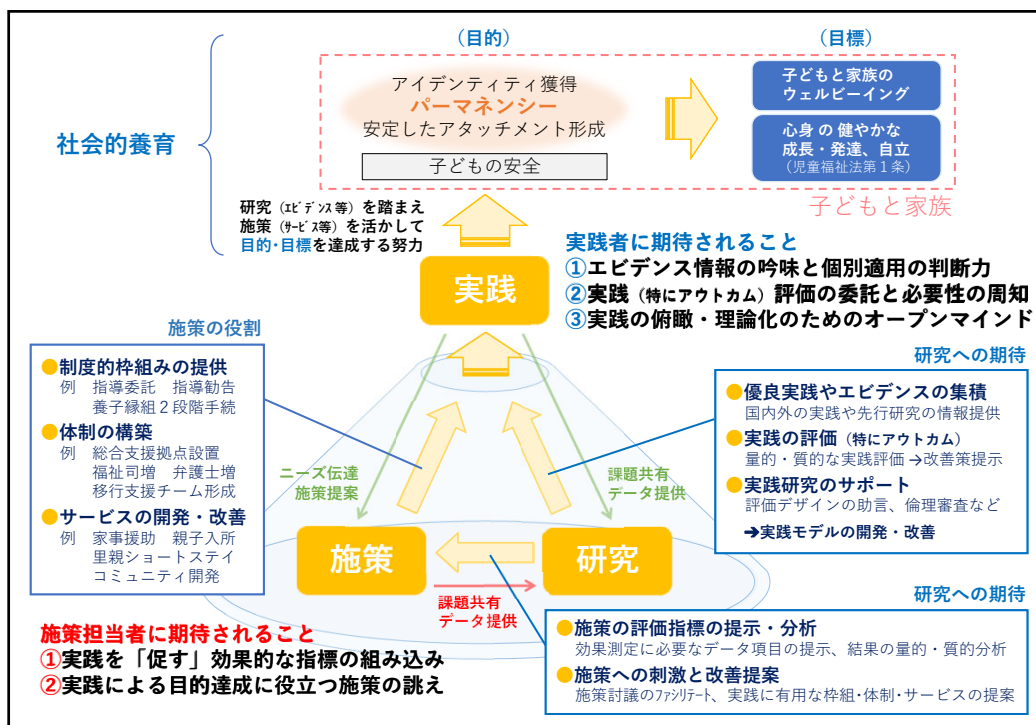 （目的）
（目標）
社会的養育
アイデンティティ獲得
パーマネンシー
安定したアタッチメント形成
子どもの安全
子どもと家族の
ウェルビーイング
心身の健やかな
成長・発達、自立
（児童福祉法第１条）
子どもと家族
研究（ｴﾋﾞﾃﾞﾝｽ等）を踏まえ
施策（ｻｰﾋﾞｽ等）を活かして
目的･目標を達成する努力
実践
実践者に期待されること
①エビデンス情報の吟味と個別適用の判断力
②実践（特にアウトカム）評価の委託と必要性の周知
③実践の俯瞰・理論化のためのオープンマインド
施策の役割
●制度的枠組みの提供
例　指導委託　指導勧告
養子縁組２段階手続
●体制の構築
例　総合支援拠点設置
福祉司増　弁護士増
移行支援チーム形成
●サービスの開発・改善
例　家事援助　親子入所
里親ショートステイ
コミュニティ開発
研究への期待
●優良実践やエビデンスの集積
国内外の実践や先行研究の情報提供
●実践の評価（特にアウトカム）
量的・質的な実践評価→改善策提示
●実践研究のサポート
評価デザインの助言、倫理審査など
➔実践モデルの開発・改善
ニーズ伝達
施策提案
課題共有
データ提供
施策
研究
課題共有
データ提供
施策担当者に期待されること
①実践を「促す」効果的な指標の組み込み
②実践による目的達成に役立つ施策の誂え
研究への期待
●施策の評価指標の提示・分析
効果測定に必要なデータ項目の提示、結果の量的・質的分析
●施策への刺激と改善提案
施策討議のﾌｧｼﾘﾃｰﾄ、実践に有用な枠組･体制･サービスの提案